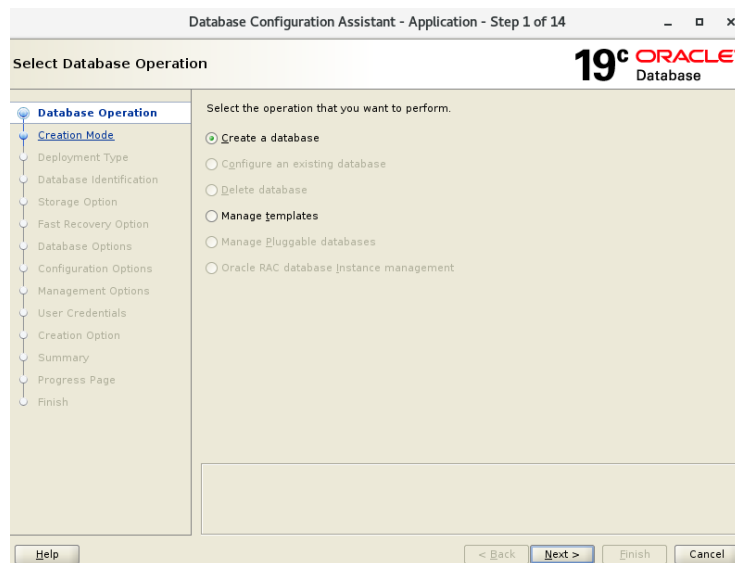 Database Configuration Assistant - Application - Step 1 of 14
Select Database Operation
19c ORACLE
Database
Database Operation
Creation Mode
Deployment Type
Database Identification
Storage Option
Fast Recovery Option
Database Options
Configuration Options
Management Options
User Credentials
Creation Option
Summary
Progress Page
Finish
Select the operation that you want to perform.
Create a database
Configure an existing database
Delete database
Manage templates
Manage Pluggable databases
Oracle RAC database Instance management
Help
< Back
Next >
Finish
Cancel